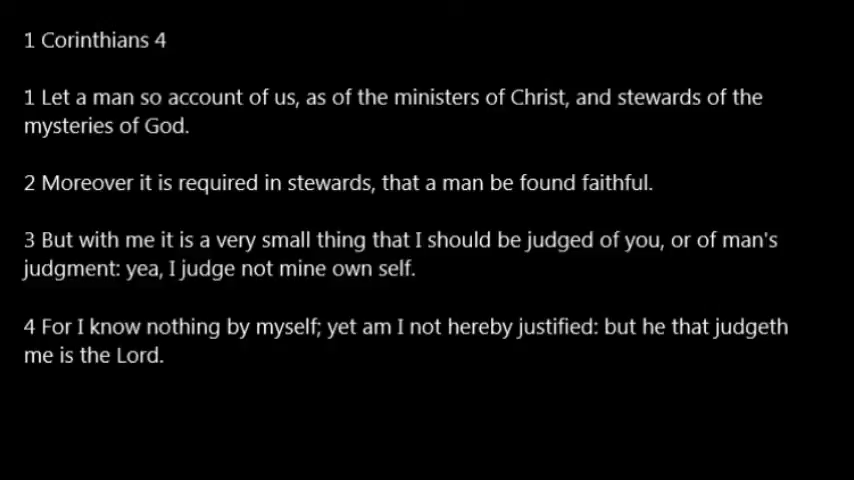 1 Corinthians 4
1 Let a man so account of us, as of the ministers of Christ, and stewards of the
mysteries of God.
2 Moreover it is required in stewards, that a man be found faithful.
3 But with me it is a very small thing that I should be judged of you, or of man's
judgment: yea, I judge not mine own self.
4 For I know nothing by myself; yet am I not hereby justified: but he that judgeth
me is the Lord.